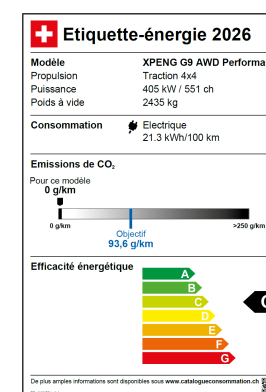 Etiquette-énergie 2026
Modèle XPENG G9 AWD Performa
Propulsion Traction 4x4
Puissance 405 kW / 551 ch
Poids à vide 2435 kg
Consommation Electrique
21.3 kWh/100 km
Emissions de CO₂
Pour ce modèle
0 g/km
0 g/km >250 g/km
Objectif
93,6 g/km
Efficacité énergétique
A
B
C
D
E
F
G
De plus amples informations sont disponibles sous www.catalogueconsommation.ch